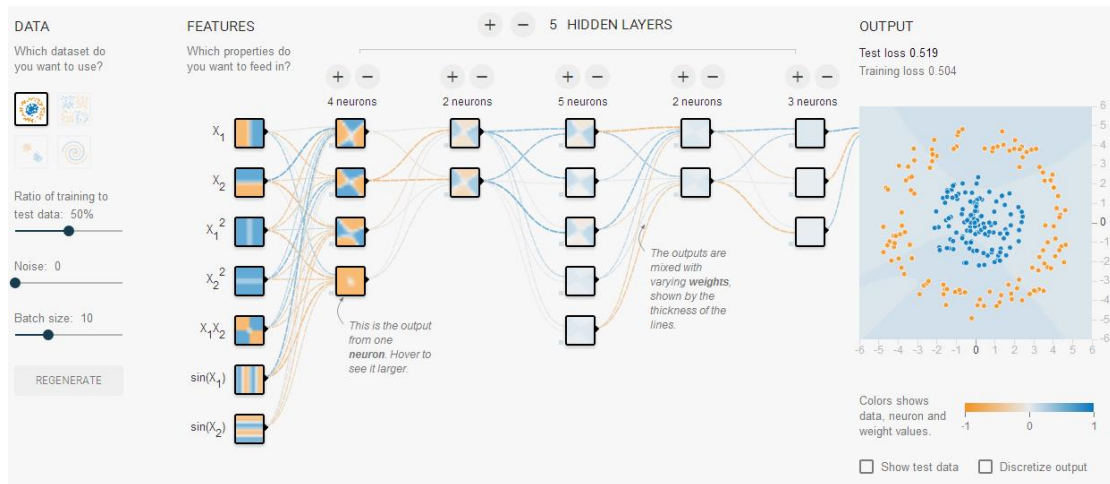 DATA
Which dataset do
you want to use?
Ratio of training to
test data: 50%
Noise: 0
Batch size: 10
REGENERATE
FEATURES
Which properties do
you want to feed in?
X1
X2
X1²
X2²
X1X2
sin(X1)
sin(X2)
+ − 5 HIDDEN LAYERS
+ − + − + − + − + −
4 neurons 2 neurons 5 neurons 2 neurons 3 neurons
This is the output
from one
neuron. Hover to
see it larger.
The outputs are
mixed with
varying weights,
shown by the
thickness of the
lines.
OUTPUT
Test loss 0.519
Training loss 0.504
6
5
4
3
2
1
0
-1
-2
-3
-4
-5
-6
-6 -5 -4 -3 -2 -1 0 1 2 3 4 5 6
Colors shows
data, neuron and
weight values.
-1 0 1
Show test data Discretize output